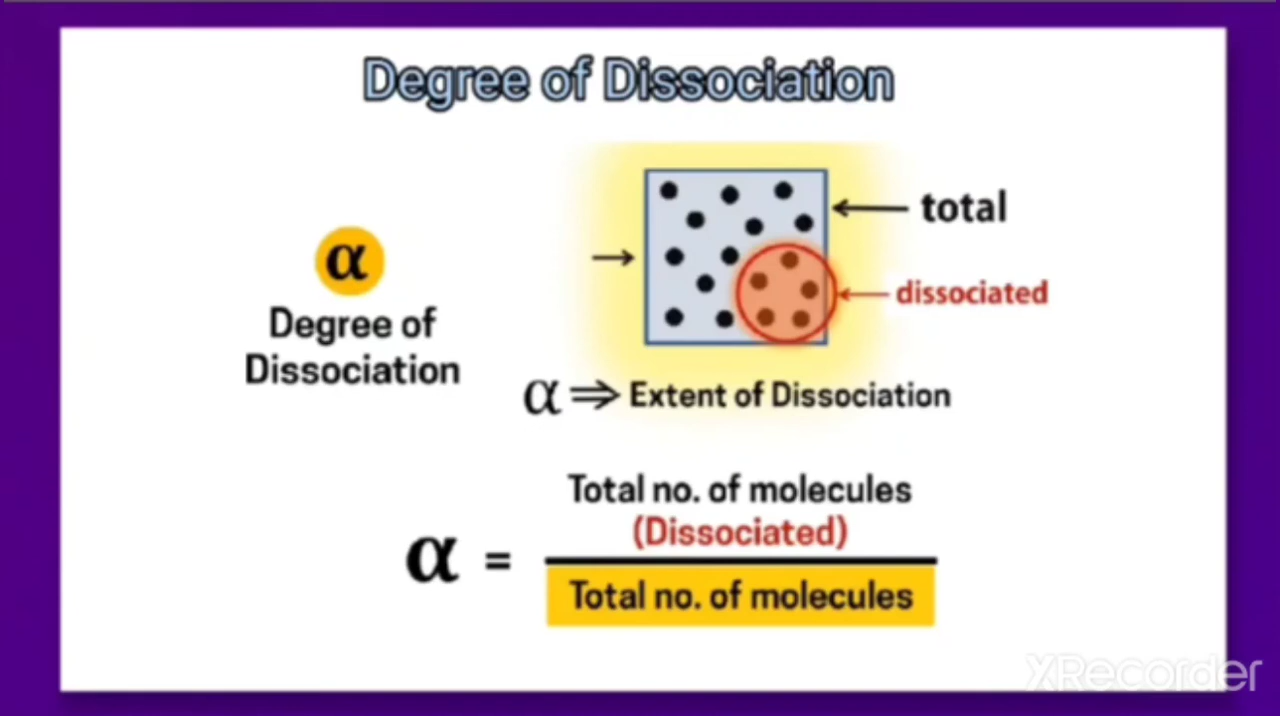 Degree of Dissociation
α
Degree of
Dissociation
→
← total
← dissociated
α ⇒ Extent of Dissociation
α = Total no. of molecules
(Dissociated)
Total no. of molecules
XRecorder